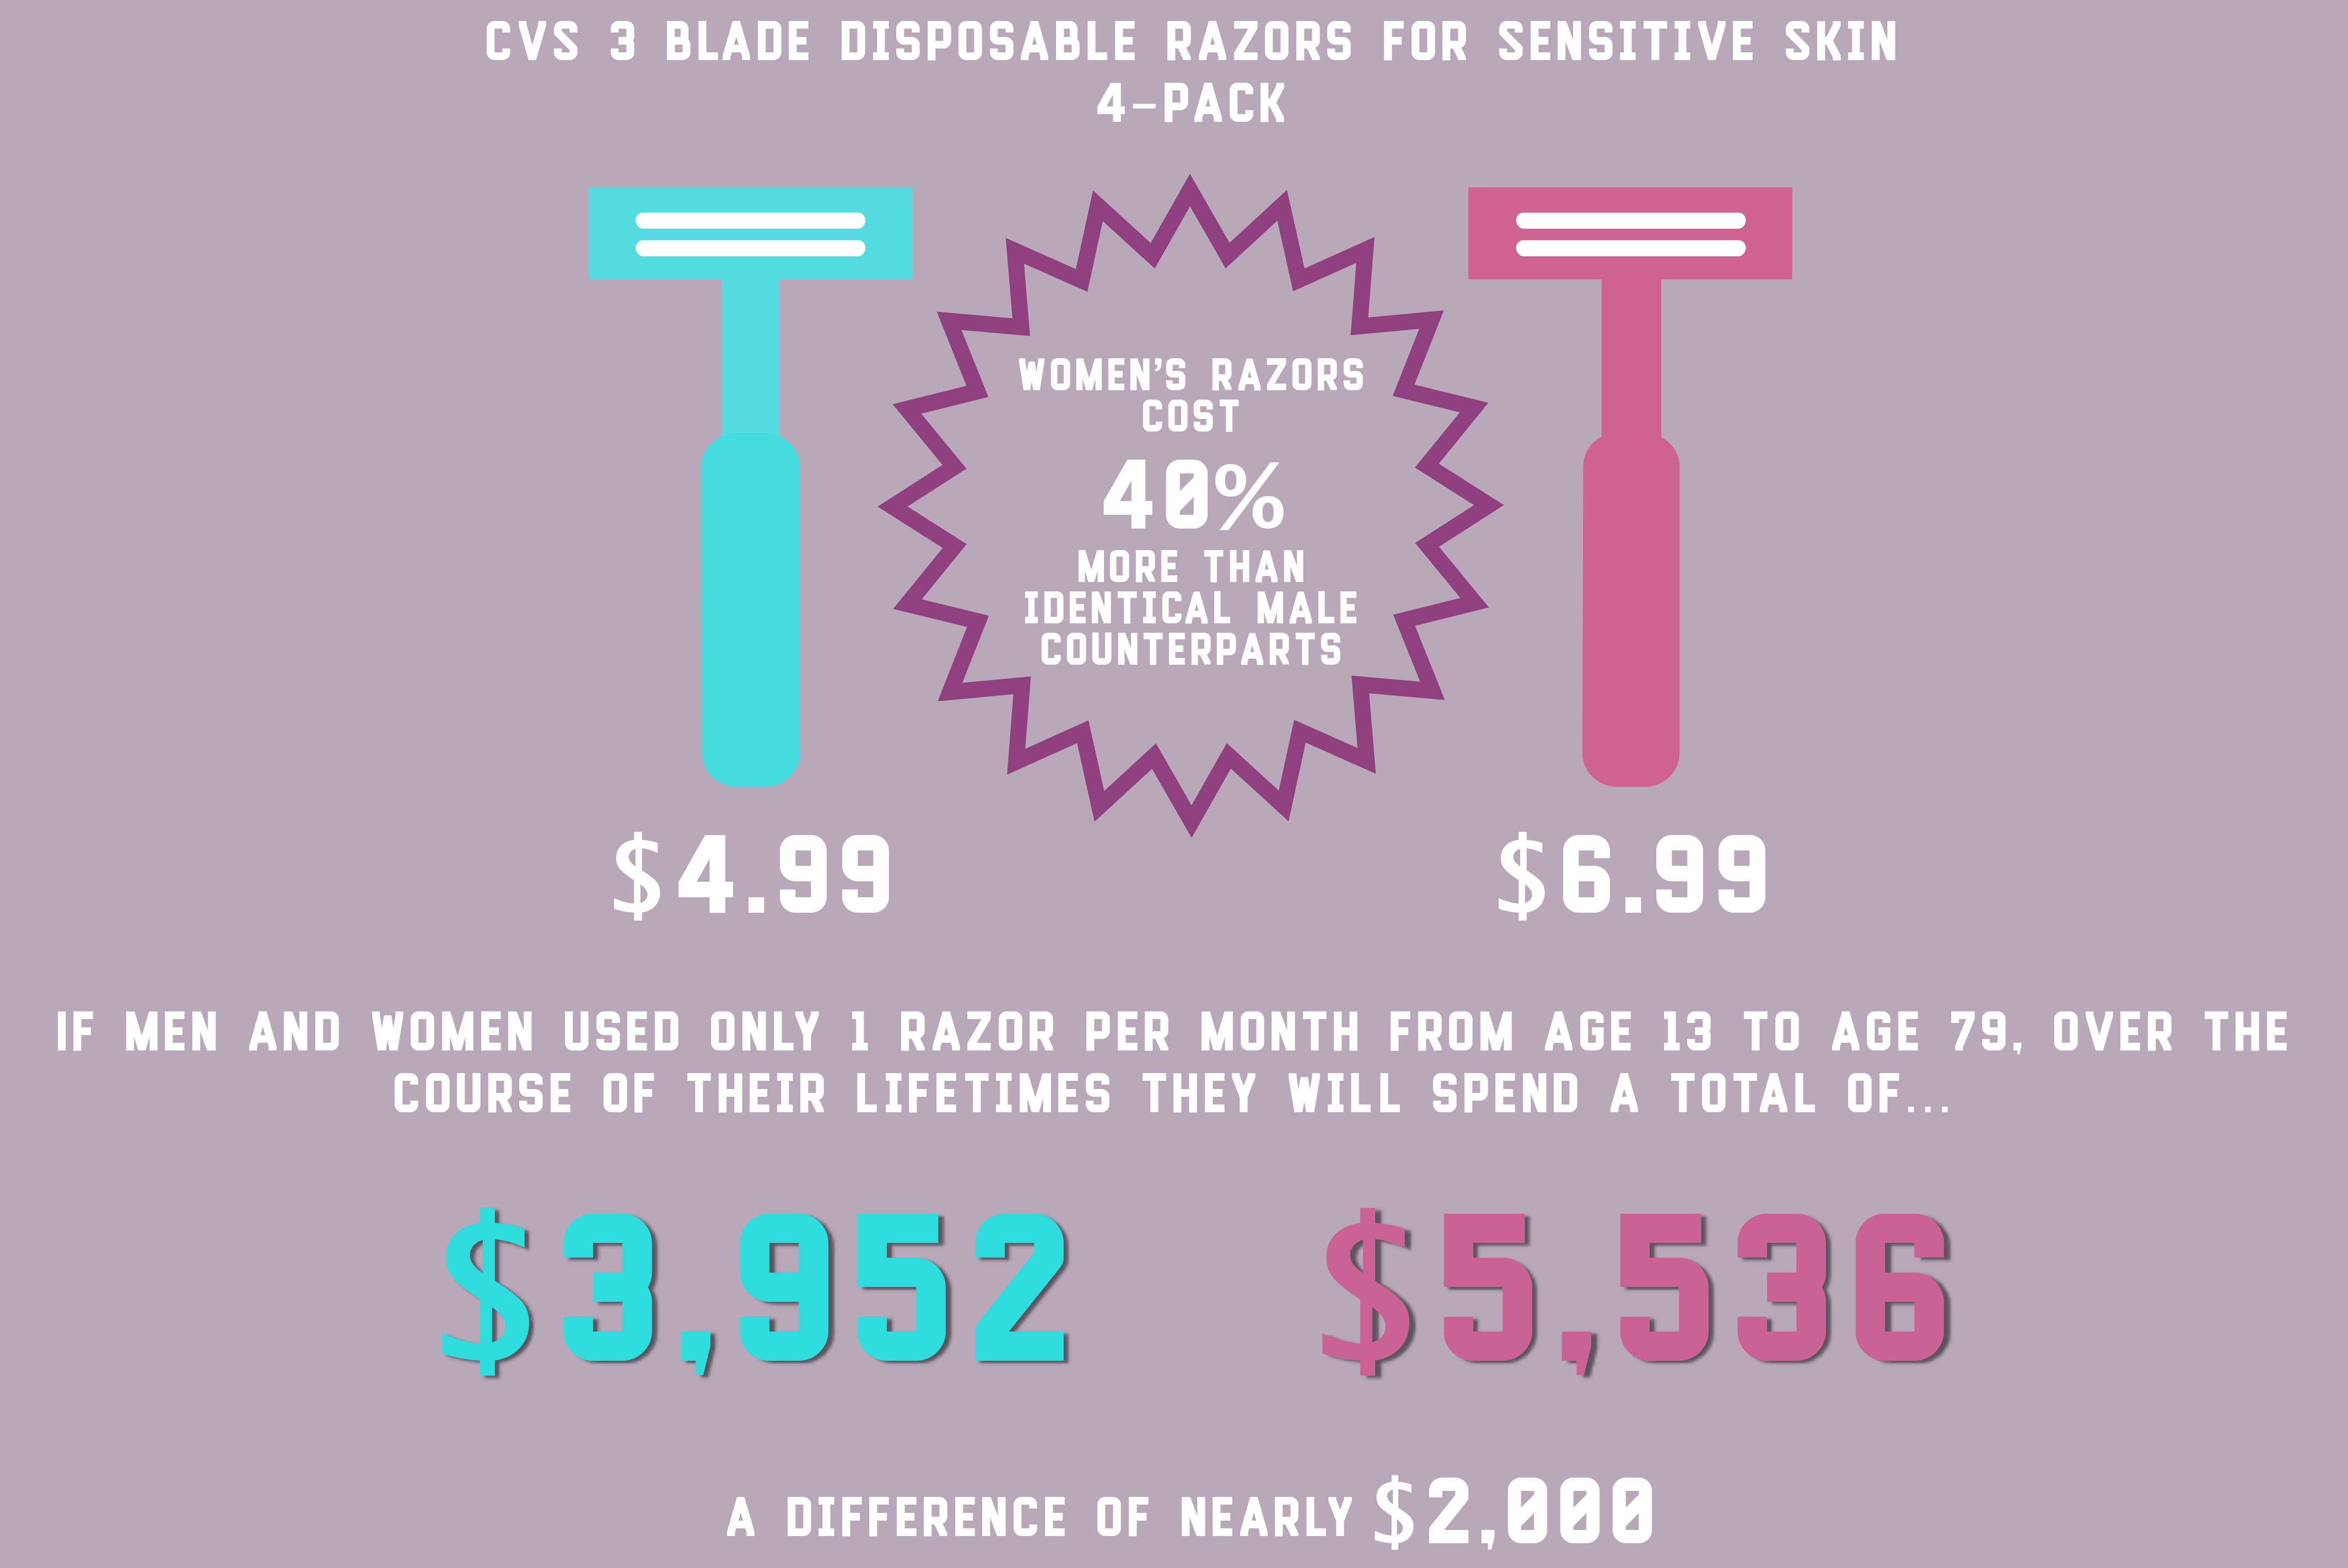 CVS 3 BLADE DISPOSABLE RAZORS FOR SENSITIVE SKIN
4-PACK
WOMEN'S RAZORS
COST
40%
MORE THAN
IDENTICAL MALE
COUNTERPARTS
$4.99
$6.99
IF MEN AND WOMEN USED ONLY 1 RAZOR PER MONTH FROM AGE 13 TO AGE 79, OVER THE
COURSE OF THEIR LIFETIMES THEY WILL SPEND A TOTAL OF...
$3,952
$5,536
A DIFFERENCE OF NEARLY $2,000